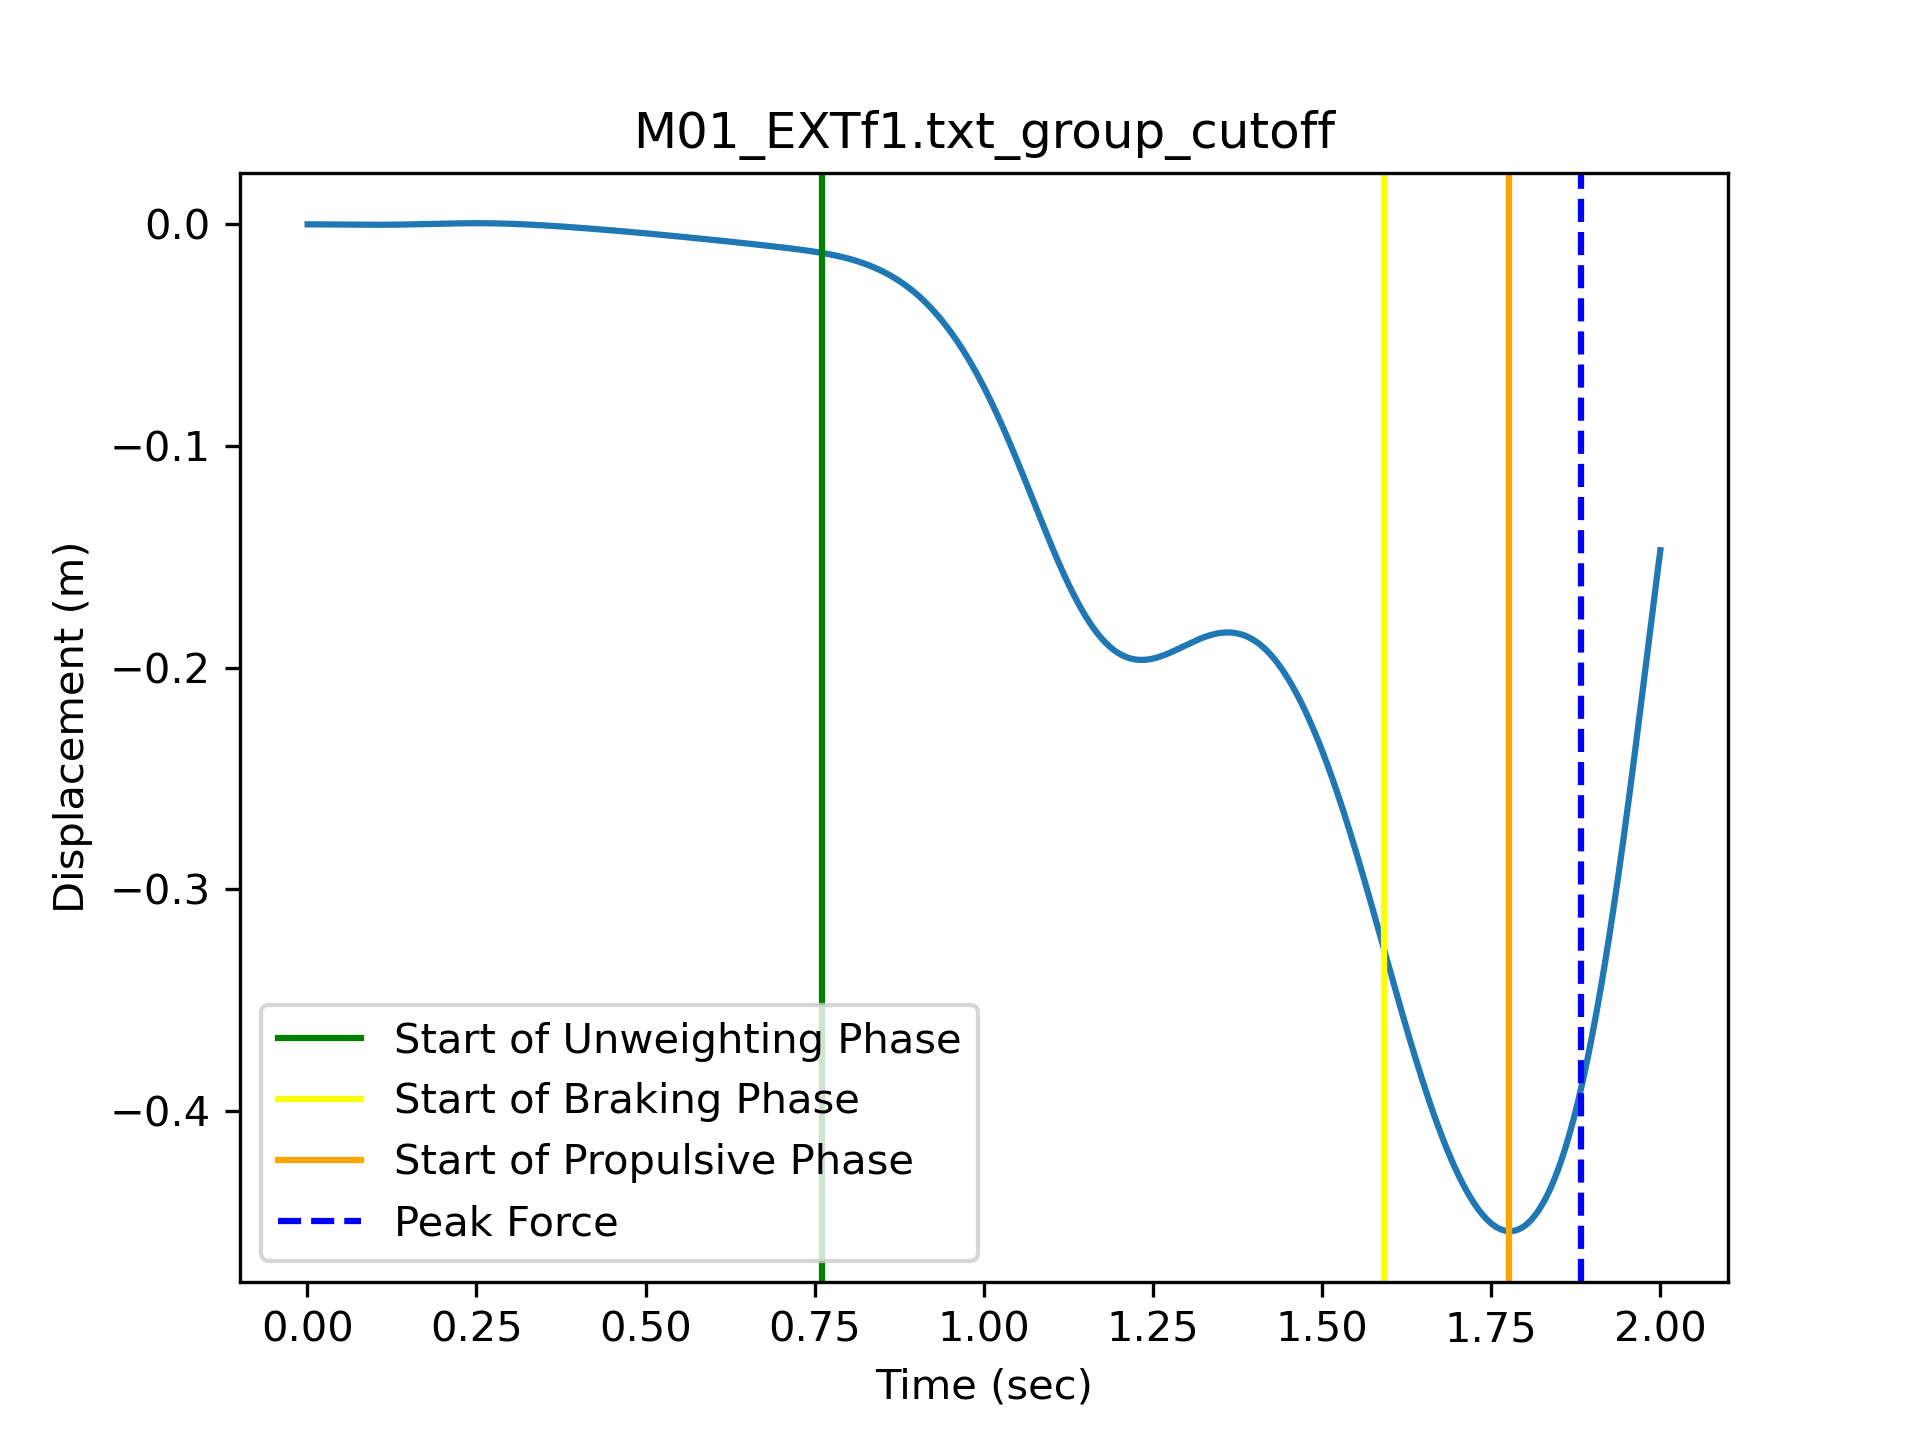 M01_EXTf1.txt_group_cutoff
Displacement (m)
0.0
−0.1
−0.2
−0.3
−0.4
Start of Unweighting Phase
Start of Braking Phase
Start of Propulsive Phase
Peak Force
0.00 0.25 0.50 0.75 1.00 1.25 1.50 1.75 2.00
Time (sec)